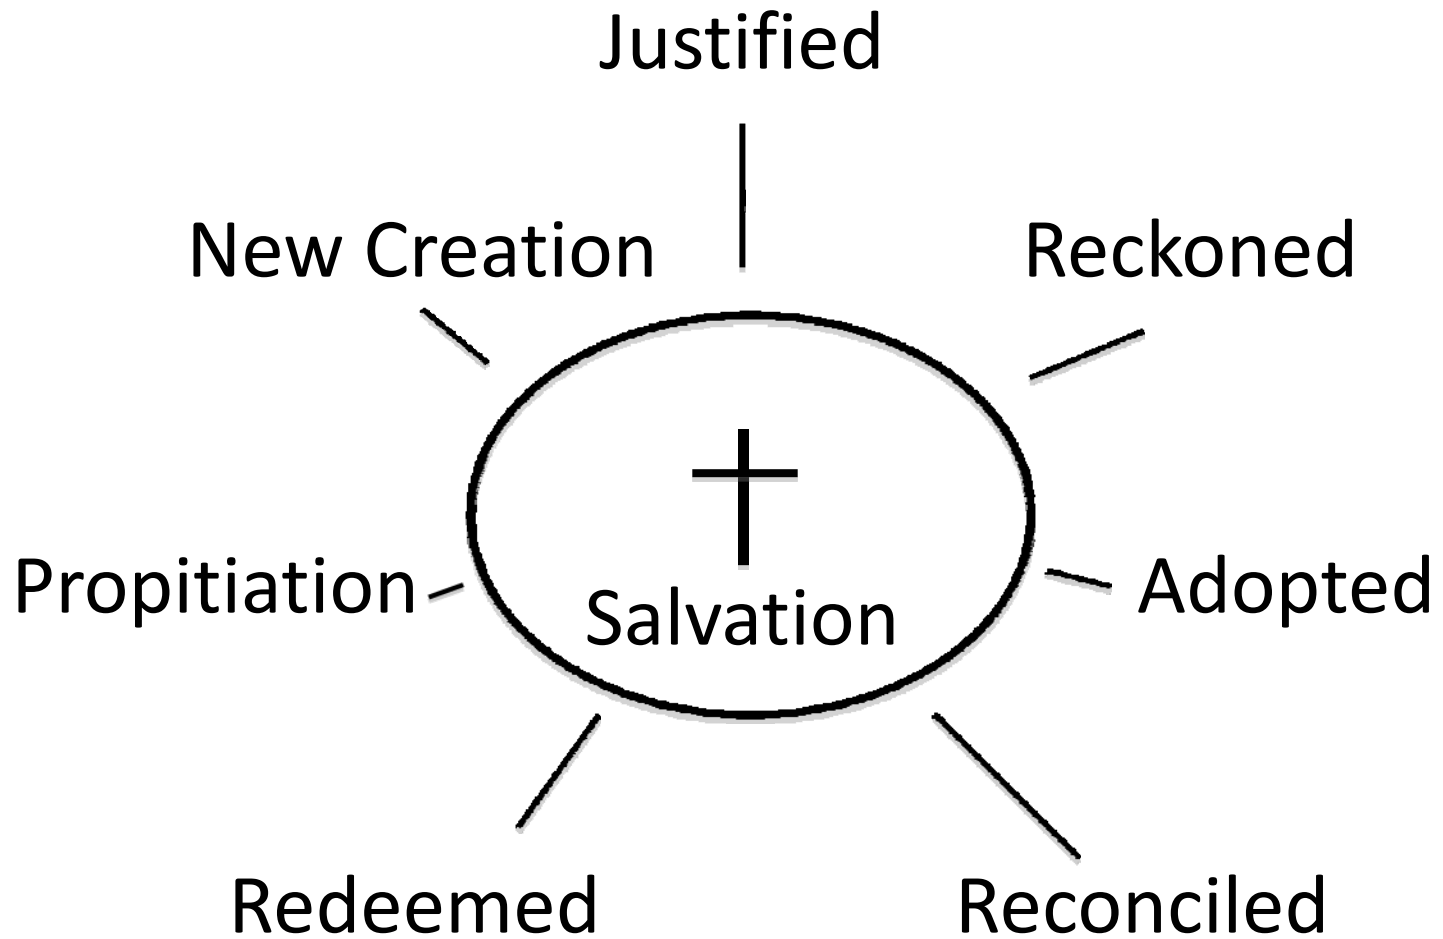 Justified
New Creation
Reckoned
Propitiation
Salvation
Adopted
Redeemed
Reconciled